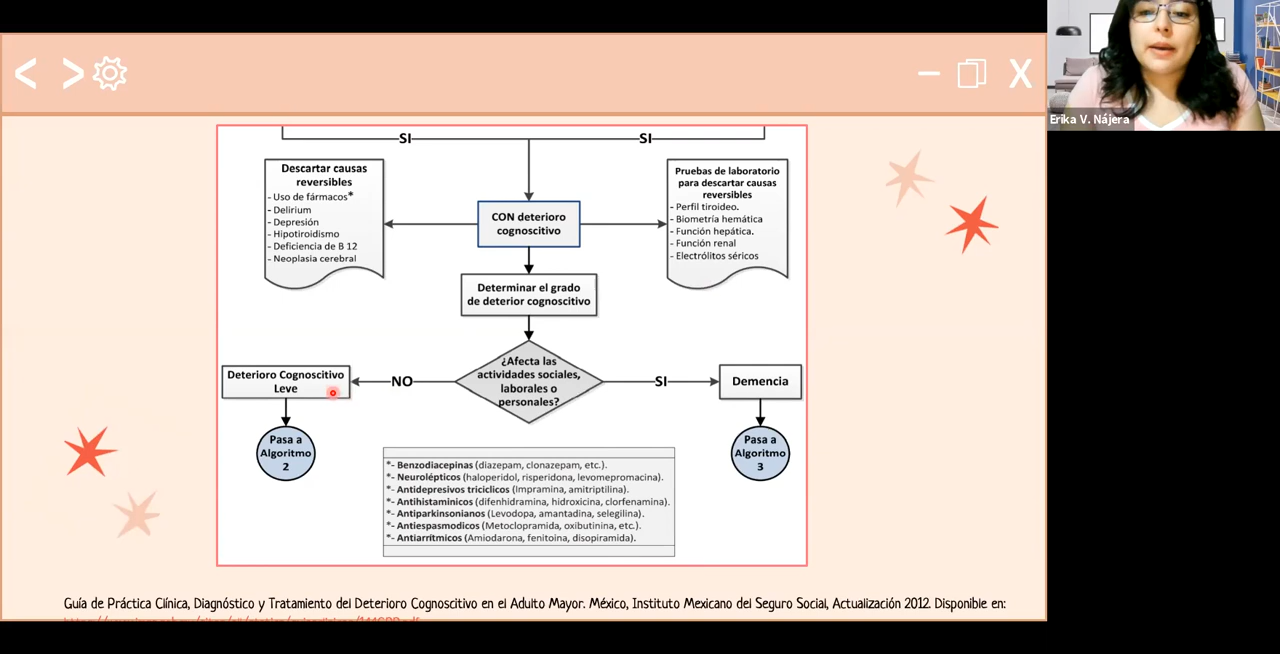 Erika V. Nájera
SI
SI
Descartar causas
reversibles
- Uso de fármacos*
- Delirium
- Depresión
- Hipotiroidismo
- Deficiencia de B 12
- Neoplasia cerebral
CON deterioro
cognoscitivo
Pruebas de laboratorio
para descartar causas
reversibles
- Perfil tiroideo.
- Biometría hemática
- Función hepática.
- Función renal
- Electrólitos séricos
Determinar el grado
de deterior cognoscitivo
¿Afecta las
actividades sociales,
laborales o
personales?
NO
SI
Deterioro Cognoscitivo
Leve
Demencia
Pasa a
Algoritmo
2
Pasa a
Algoritmo
3
*- Benzodiacepinas (diazepam, clonazepam, etc.).
*- Neurolépticos (haloperidol, risperidona, levomepromacina).
*- Antidepresivos triciclicos (Impramina, amitriptilina).
*- Antihistaminicos (difenhidramina, hidroxicina, clorfenamina).
*- Antiparkinsonianos (Levodopa, amantadina, selegilina).
*- Antiespasmodicos (Metoclopramida, oxibutinina, etc.).
*- Antiarrítmicos (Amiodarona, fenitoina, disopiramida).
Guía de Práctica Clínica, Diagnóstico y Tratamiento del Deterioro Cognoscitivo en el Adulto Mayor. México, Instituto Mexicano del Seguro Social, Actualización 2012. Disponible en: